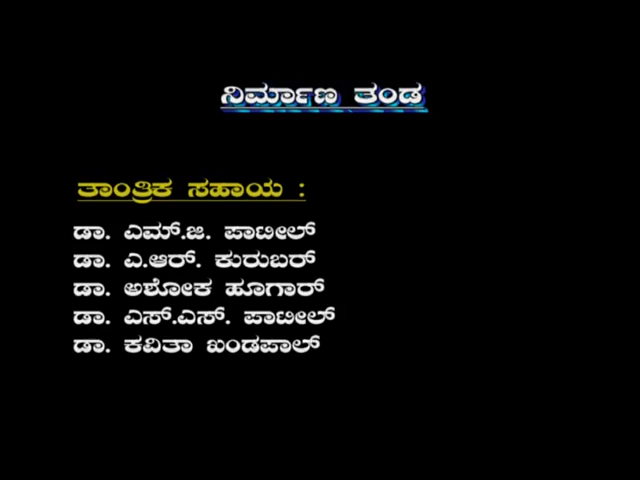 ನಿರ್ಮಾಣ ತಂಡ
ತಾಂತ್ರಿಕ ಸಹಾಯ :
ಡಾ. ಎಮ್.ಜಿ. ಪಾಟೀಲ್
ಡಾ. ಎ.ಆರ್. ಕುರುಬರ್
ಡಾ. ಅಶೋಕ ಹೂಗಾರ್
ಡಾ. ಎಸ್.ಎಸ್. ಪಾಟೀಲ್
ಡಾ. ಕವಿತಾ ಖಂಡಪಾಲ್